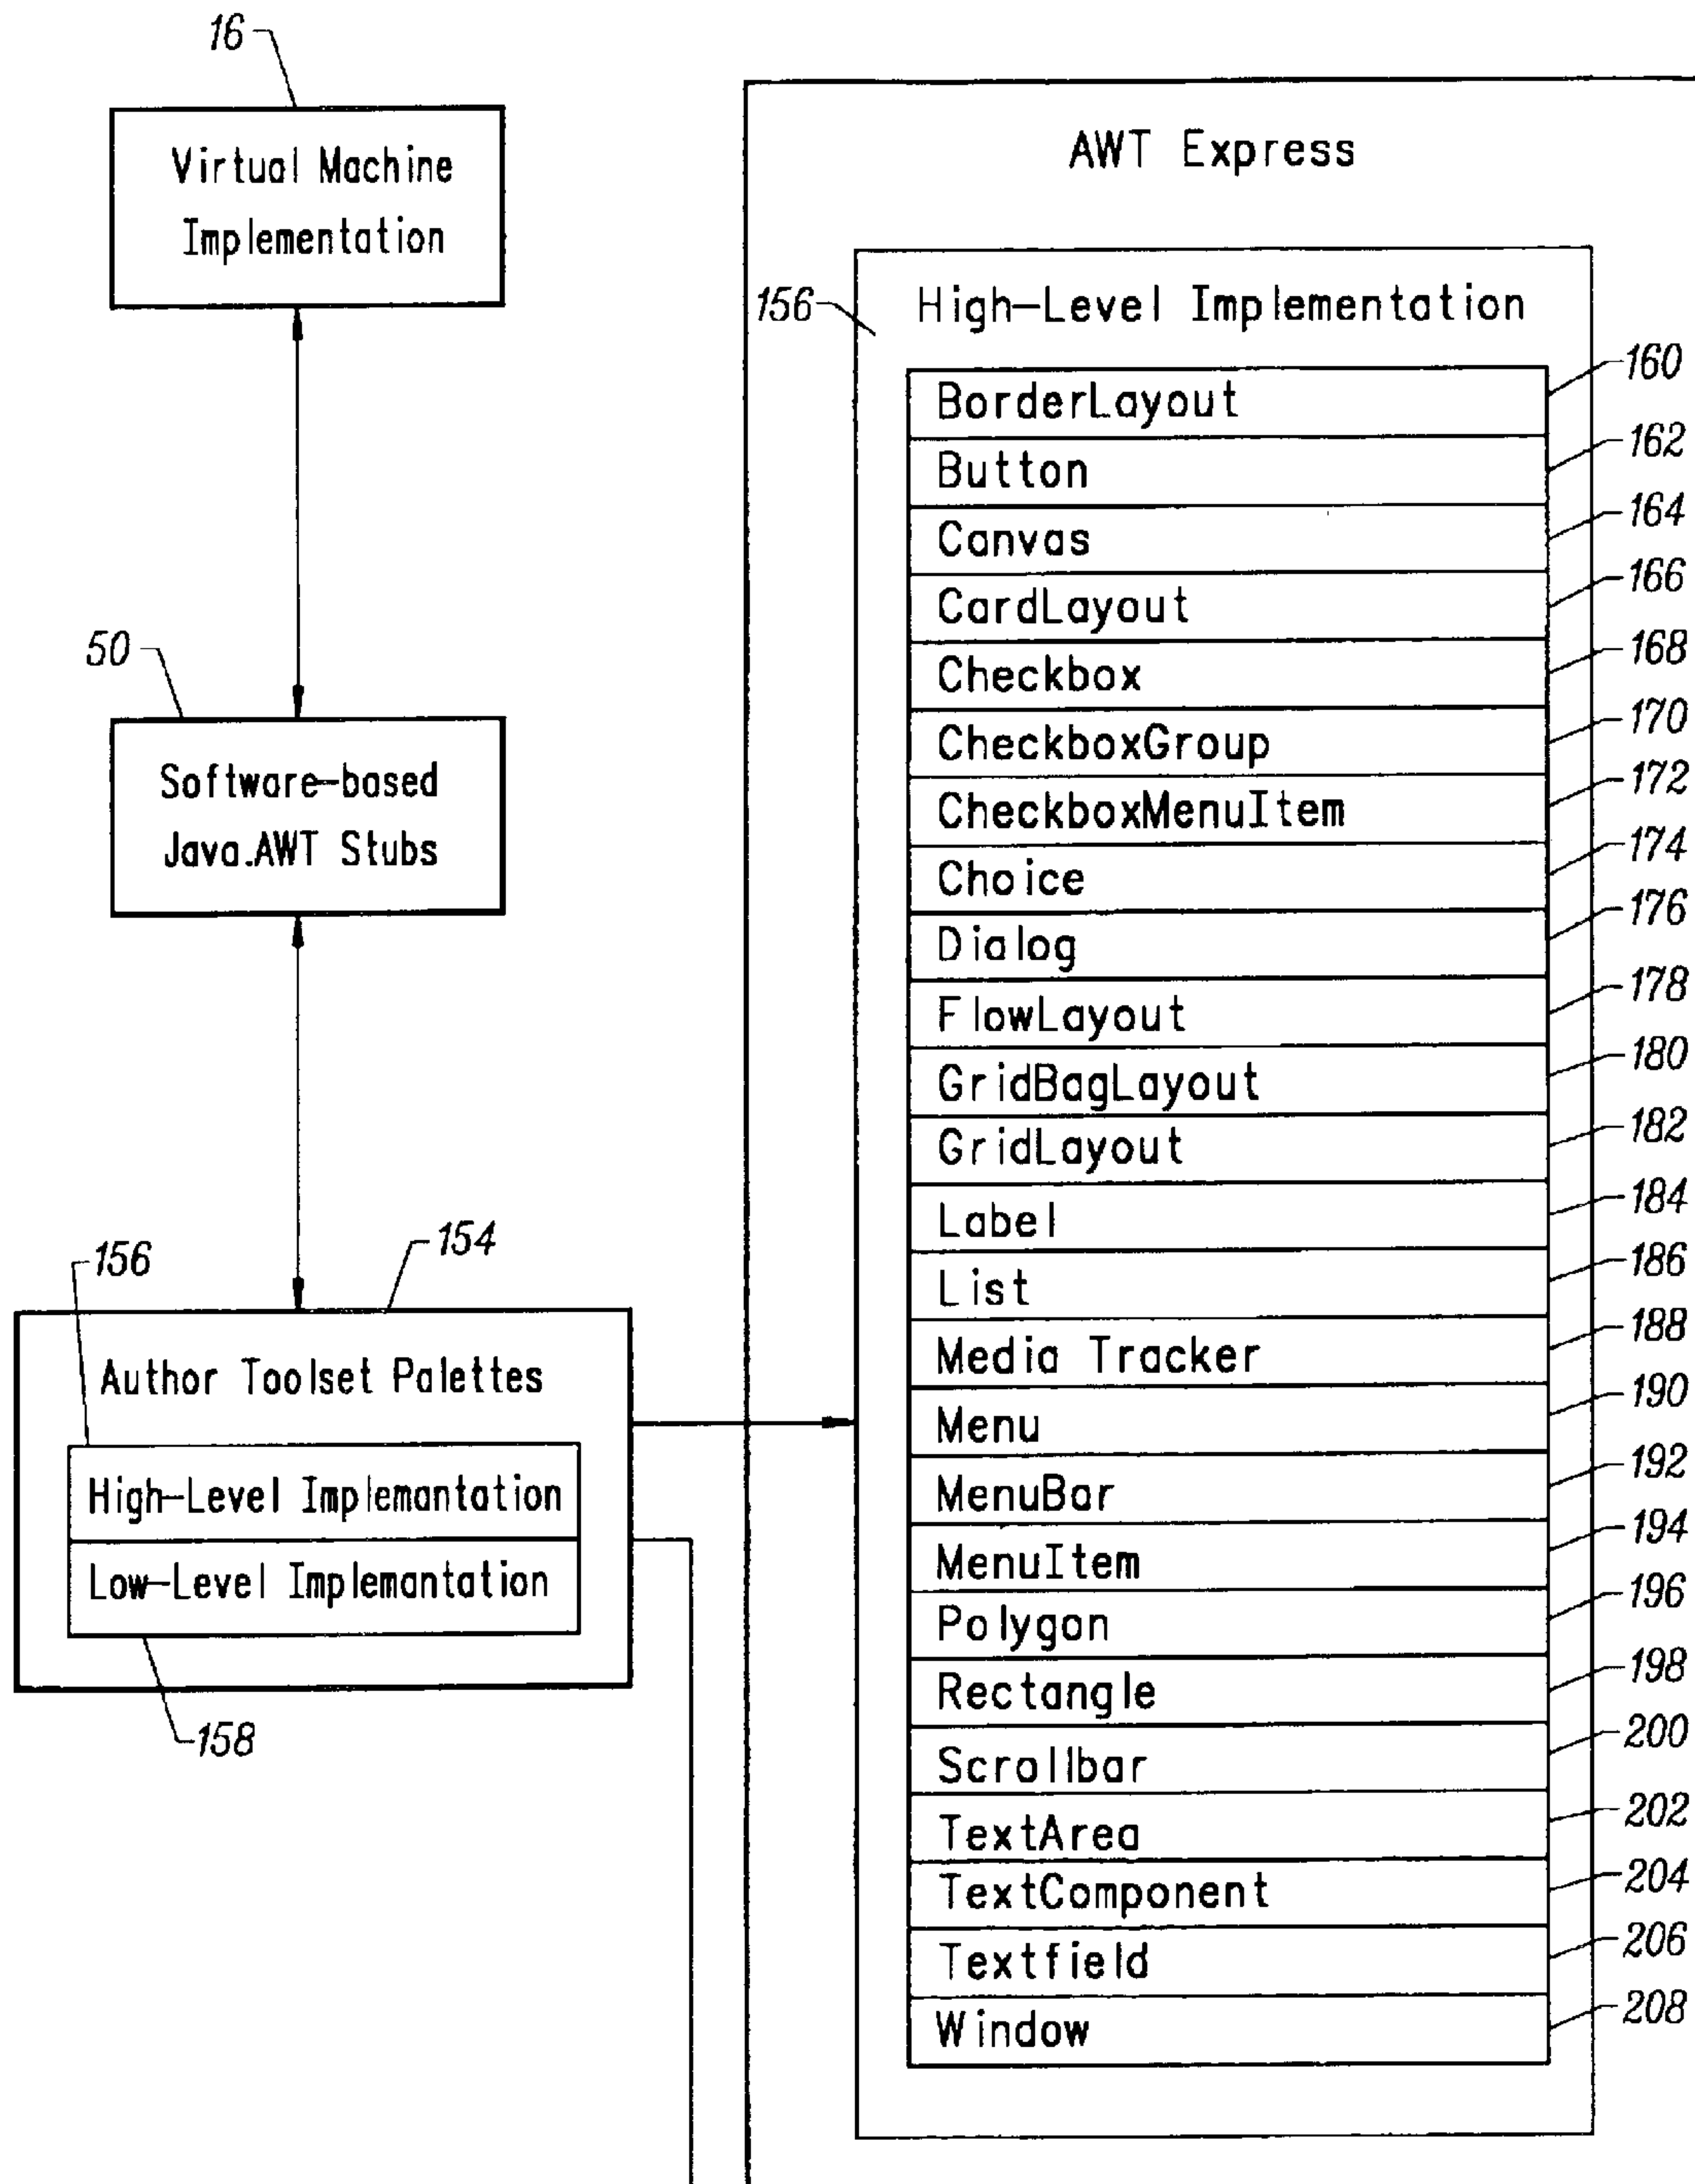 16
Virtual Machine
Implementation
50
Software-based
Java.AWT Stubs
154
156
Author Toolset Palettes
High-Level Implemantation
Low-Level Implemantation
158
AWT Express
156
High-Level Implementation
BorderLayout 160
Button 162
Canvas 164
CardLayout 166
Checkbox 168
CheckboxGroup 170
CheckboxMenuItem 172
Choice 174
Dialog 176
FlowLayout 178
GridBagLayout 180
GridLayout 182
Label 184
List 186
Media Tracker 188
Menu 190
MenuBar 192
MenuItem 194
Polygon 196
Rectangle 198
Scrollbar 200
TextArea 202
TextComponent 204
Textfield 206
Window 208